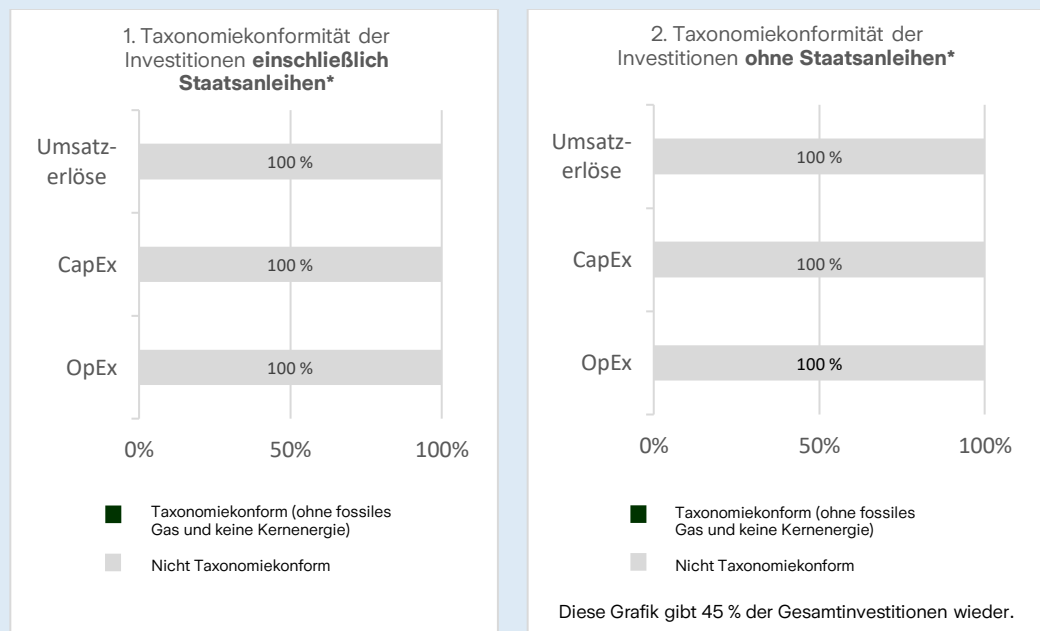 1. Taxonomiekonformität der
Investitionen einschließlich
Staatsanleihen*
Umsatz-
erlöse
100 %
CapEx
100 %
OpEx
100 %
0%
50%
100%
Taxonomiekonform (ohne fossiles
Gas und keine Kernenergie)
Nicht Taxonomiekonform
2. Taxonomiekonformität der
Investitionen ohne Staatsanleihen*
Umsatz-
erlöse
100 %
CapEx
100 %
OpEx
100 %
0%
50%
100%
Taxonomiekonform (ohne fossiles
Gas und keine Kernenergie)
Nicht Taxonomiekonform
Diese Grafik gibt 45 % der Gesamtinvestitionen wieder.